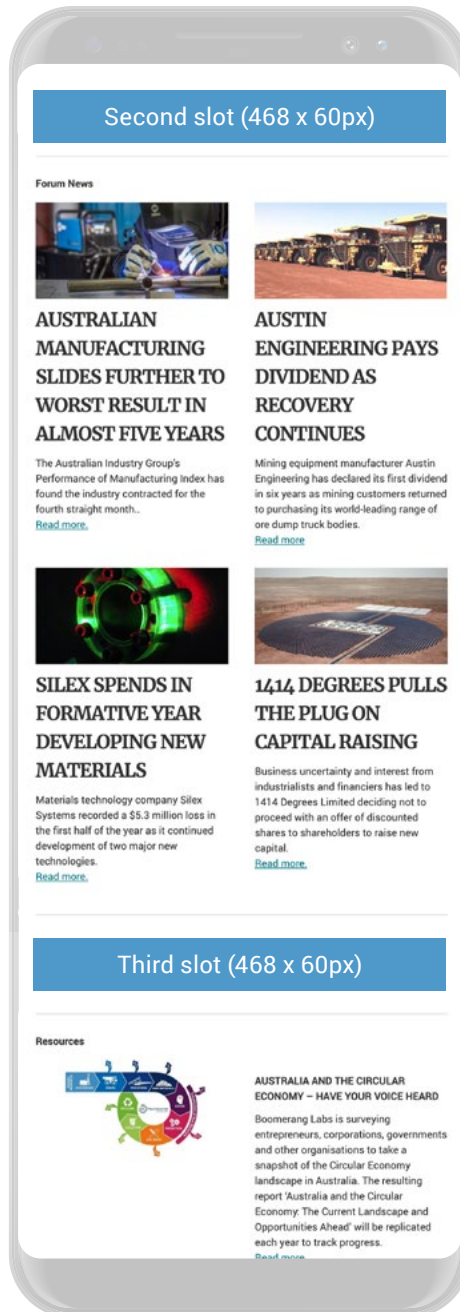 Second slot (468 x 60px)
Forum News
AUSTRALIAN
MANUFACTURING
SLIDES FURTHER TO
WORST RESULT IN
ALMOST FIVE YEARS
The Australian Industry Group's
Performance of Manufacturing Index has
found the industry contracted for the
fourth straight month..
Read more.
AUSTIN
ENGINEERING PAYS
DIVIDEND AS
RECOVERY
CONTINUES
Mining equipment manufacturer Austin
Engineering has declared its first dividend
in six years as mining customers returned
to purchasing its world-leading range of
ore dump truck bodies.
Read more
SILEX SPENDS IN
FORMATIVE YEAR
DEVELOPING NEW
MATERIALS
Materials technology company Silex
Systems recorded a $5.3 million loss in
the first half of the year as it continued
development of two major new
technologies.
Read more.
1414 DEGREES PULLS
THE PLUG ON
CAPITAL RAISING
Business uncertainty and interest from
industrialists and financiers has led to
1414 Degrees Limited deciding not to
proceed with an offer of discounted
shares to shareholders to raise new
capital.
Read more.
Third slot (468 x 60px)
Resources
AUSTRALIA AND THE CIRCULAR
ECONOMY – HAVE YOUR VOICE HEARD
Boomerang Labs is surveying
entrepreneurs, corporations, governments
and other organisations to take a
snapshot of the Circular Economy
landscape in Australia. The resulting
report 'Australia and the Circular
Economy: The Current Landscape and
Opportunities Ahead' will be replicated
each year to track progress.
Read more